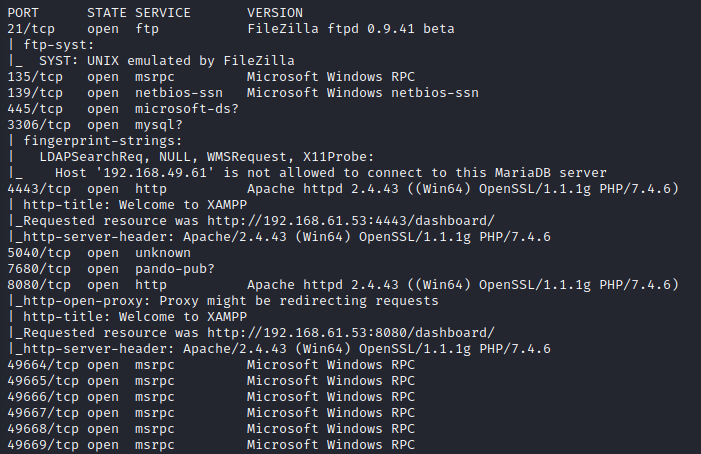 PORT      STATE SERVICE       VERSION
21/tcp    open  ftp           FileZilla ftpd 0.9.41 beta
| ftp-syst:
|_  SYST: UNIX emulated by FileZilla
135/tcp   open  msrpc         Microsoft Windows RPC
139/tcp   open  netbios-ssn   Microsoft Windows netbios-ssn
445/tcp   open  microsoft-ds?
3306/tcp  open  mysql?
| fingerprint-strings:
|   LDAPSearchReq, NULL, WMSRequest, X11Probe:
|_    Host '192.168.49.61' is not allowed to connect to this MariaDB server
4443/tcp  open  http          Apache httpd 2.4.43 ((Win64) OpenSSL/1.1.1g PHP/7.4.6)
| http-title: Welcome to XAMPP
|_Requested resource was http://192.168.61.53:4443/dashboard/
|_http-server-header: Apache/2.4.43 (Win64) OpenSSL/1.1.1g PHP/7.4.6
5040/tcp  open  unknown
7680/tcp  open  pando-pub?
8080/tcp  open  http          Apache httpd 2.4.43 ((Win64) OpenSSL/1.1.1g PHP/7.4.6)
|_http-open-proxy: Proxy might be redirecting requests
| http-title: Welcome to XAMPP
|_Requested resource was http://192.168.61.53:8080/dashboard/
|_http-server-header: Apache/2.4.43 (Win64) OpenSSL/1.1.1g PHP/7.4.6
49664/tcp open  msrpc         Microsoft Windows RPC
49665/tcp open  msrpc         Microsoft Windows RPC
49666/tcp open  msrpc         Microsoft Windows RPC
49667/tcp open  msrpc         Microsoft Windows RPC
49668/tcp open  msrpc         Microsoft Windows RPC
49669/tcp open  msrpc         Microsoft Windows RPC